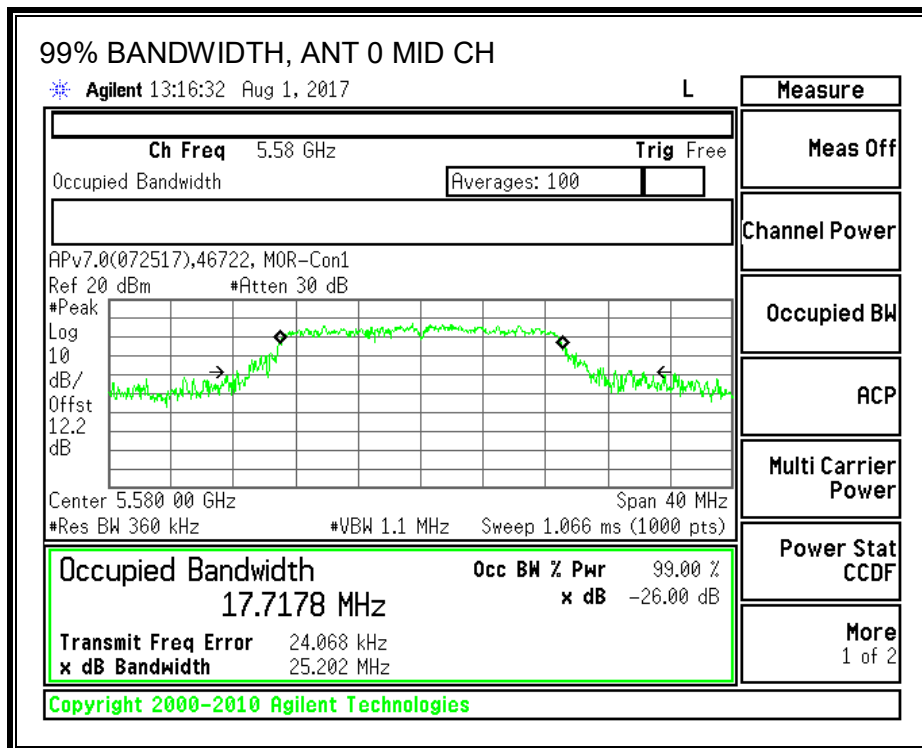 99% BANDWIDTH, ANT 0 MID CH
Agilent 13:16:32 Aug 1, 2017 L
Measure
Meas Off
Channel Power
Occupied BW
ACP
Multi Carrier
Power
Power Stat
CCDF
More
1 of 2
Ch Freq 5.58 GHz Trig Free
Occupied Bandwidth Averages: 100
APv7.0(072517),46722, MOR-Con1
Ref 20 dBm #Atten 30 dB
#Peak
Log
10
dB/
Offst
12.2
dB
Center 5.580 00 GHz Span 40 MHz
#Res BW 360 kHz #VBW 1.1 MHz Sweep 1.066 ms (1000 pts)
Occupied Bandwidth Occ BW % Pwr 99.00 %
17.7178 MHz x dB -26.00 dB
Transmit Freq Error 24.068 kHz
x dB Bandwidth 25.202 MHz
Copyright 2000-2010 Agilent Technologies